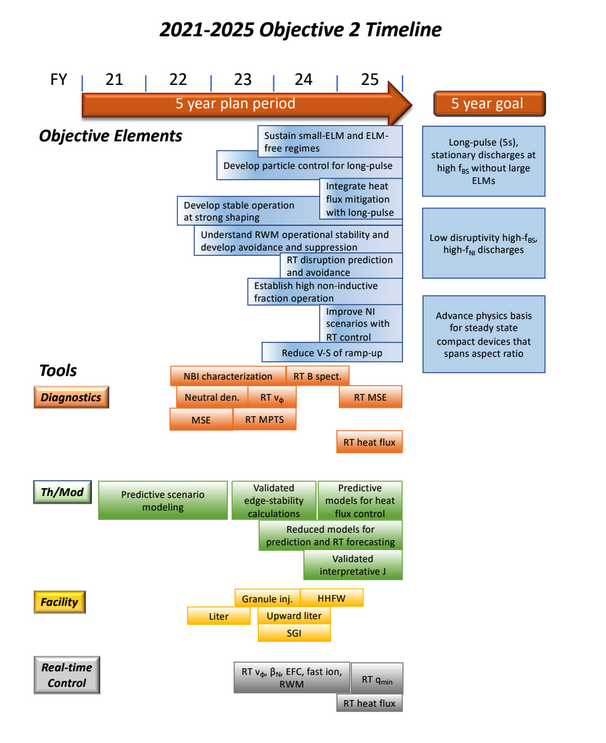 2021-2025 Objective 2 Timeline
FY 21 22 23 24 25
5 year plan period
5 year goal
Objective Elements
Sustain small-ELM and ELM-
free regimes
Develop particle control for long-pulse
Integrate heat
flux mitigation
with long-pulse
Develop stable operation
at strong shaping
Understand RWM operational stability and
develop avoidance and suppression
RT disruption prediction
and avoidance
Establish high non-inductive
fraction operation
Improve NI
scenarios with
RT control
Reduce V-S of ramp-up
Long-pulse (5s),
stationary discharges at
high fBS without large
ELMs
Low disruptivity high-fBS,
high-fNI discharges
Advance physics basis
for steady state
compact devices that
spans aspect ratio
Tools
Diagnostics
NBI characterization
RT B spect.
Neutral den.
RT vϕ
RT MSE
MSE
RT MPTS
RT heat flux
Th/Mod
Predictive scenario
modeling
Validated
edge-stability
calculations
Predictive
models for heat
flux control
Reduced models for
prediction and RT forecasting
Validated
interpretative J
Facility
Granule inj.
HHFW
Liter
Upward liter
SGI
Real-time
Control
RT vϕ, βN, EFC, fast ion,
RWM
RT qmin
RT heat flux